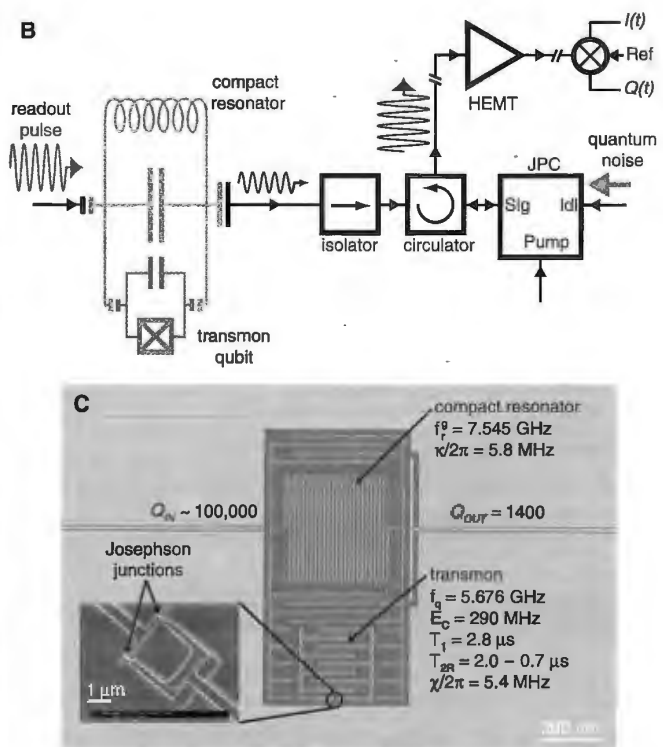 B
I(t)
Ref
Q(t)
HEMT
compact
resonator
readout
pulse
quantum
noise
JPC
Sig
Idl
Pump
isolator
circulator
transmon
qubit
C
compact resonator
f_r^g = 7.545 GHz
κ/2π = 5.8 MHz
Q_IN ~ 100,000
Q_OUT = 1400
Josephson
junctions
transmon
f_q = 5.676 GHz
E_C = 290 MHz
T_1 = 2.8 μs
T_2R = 2.0 – 0.7 μs
χ/2π = 5.4 MHz
1 μm